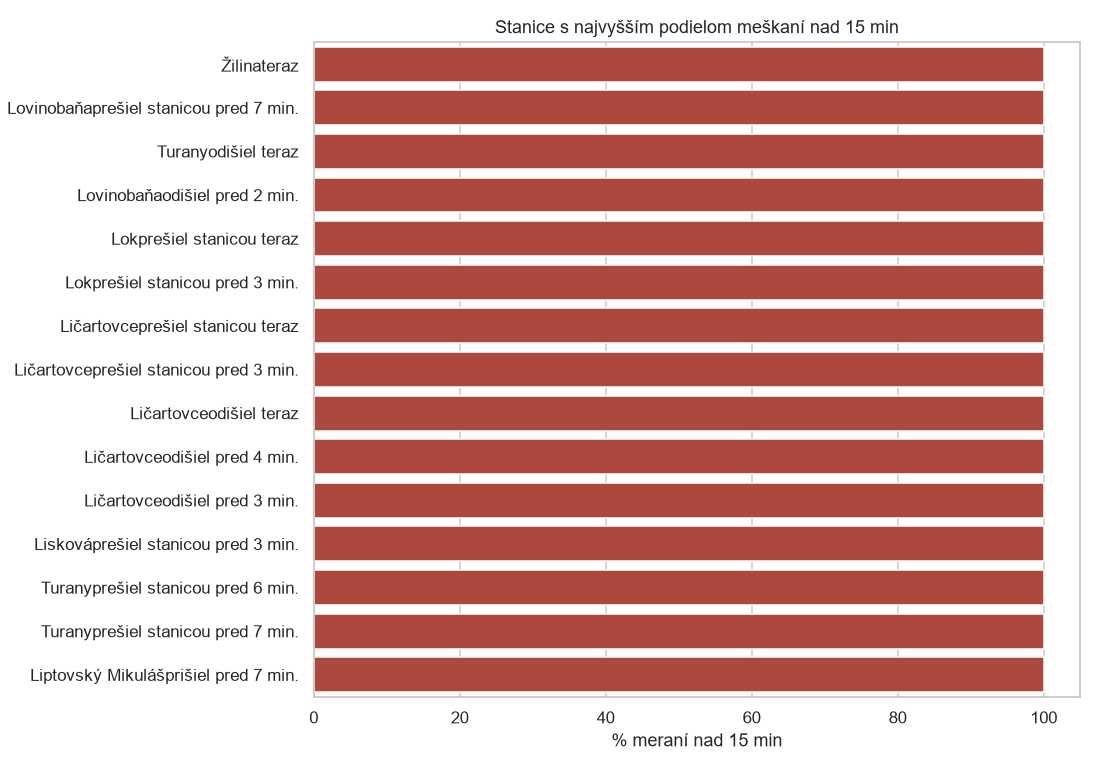 Stanice s najvyšším podielom meškaní nad 15 min
Žilinateraz
Lovinobaňaprešiel stanicou pred 7 min.
Turanyodišiel teraz
Lovinobaňaodišiel pred 2 min.
Lokprešiel stanicou teraz
Lokprešiel stanicou pred 3 min.
Ličartovceprešiel stanicou teraz
Ličartovceprešiel stanicou pred 3 min.
Ličartovceodišiel teraz
Ličartovceodišiel pred 4 min.
Ličartovceodišiel pred 3 min.
Liskováprešiel stanicou pred 3 min.
Turanyprešiel stanicou pred 6 min.
Turanyprešiel stanicou pred 7 min.
Liptovský Mikulášprišiel pred 7 min.
0 20 40 60 80 100
% meraní nad 15 min